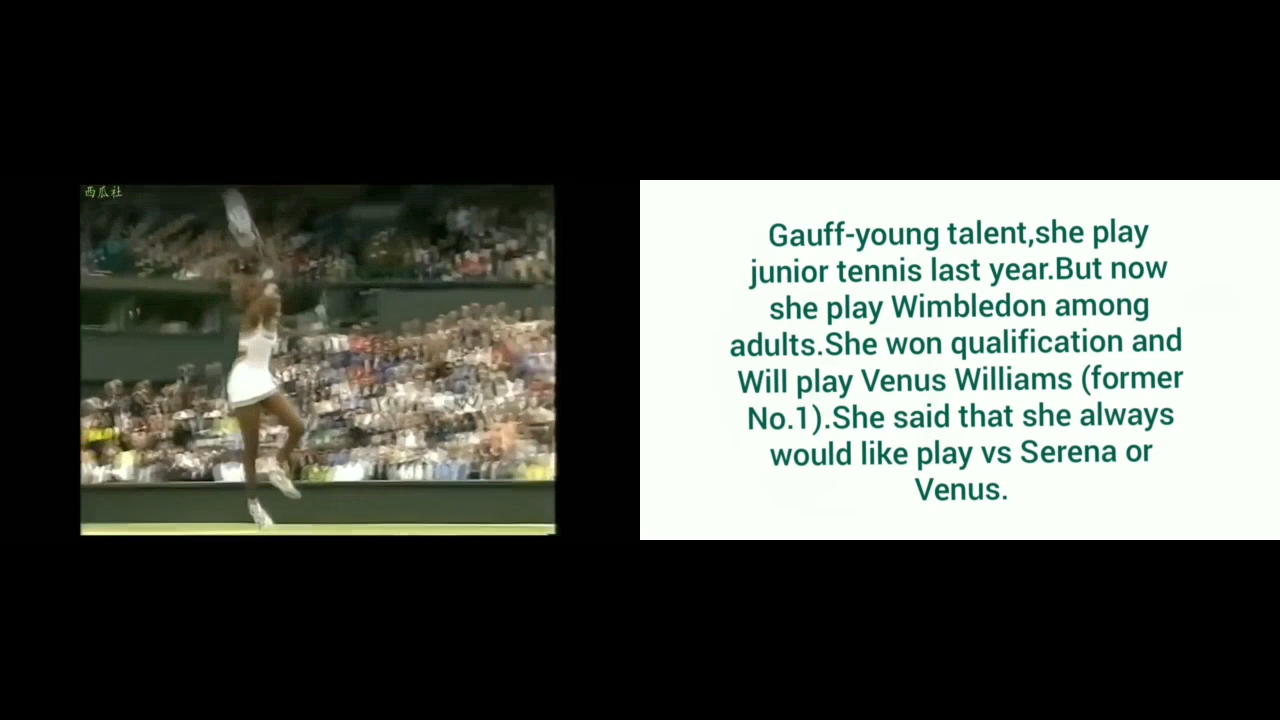 西瓜社
Gauff-young talent,she play
junior tennis last year.But now
she play Wimbledon among
adults.She won qualification and
Will play Venus Williams (former
No.1).She said that she always
would like play vs Serena or
Venus.